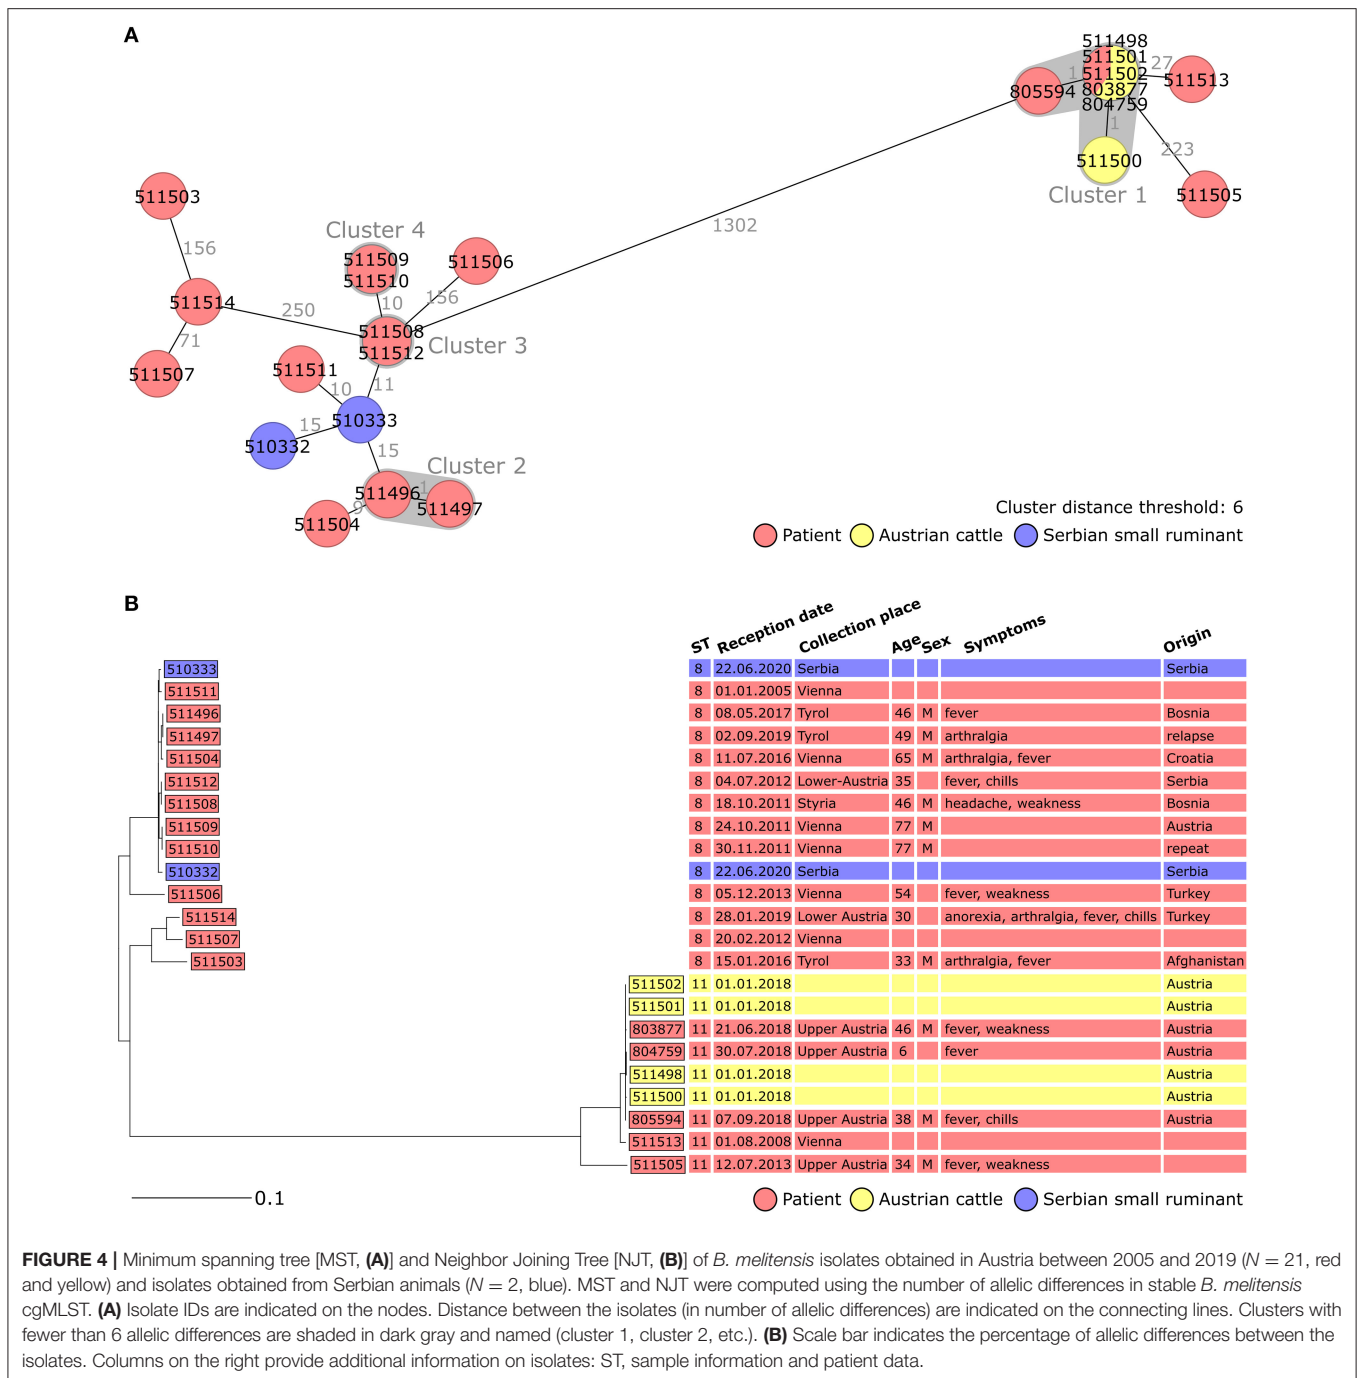 A
511498
511501
511502
803877
804759
805594
1
27
511513
1
223
511500
Cluster 1
511505
1302
511503
156
511514
71
511507
250
Cluster 4
511509
511510
10
156
511506
511508
511512
Cluster 3
511511
10
11
510333
15
510332
15
Cluster 2
511496
1
511497
9
511504
Cluster distance threshold: 6
Patient Austrian cattle Serbian small ruminant
B
ST Reception date Collection place Age Sex Symptoms Origin
510333 8 22.06.2020 Serbia Serbia
511511 8 01.01.2005 Vienna
511496 8 08.05.2017 Tyrol 46 M fever Bosnia
511497 8 02.09.2019 Tyrol 49 M arthralgia relapse
511504 8 11.07.2016 Vienna 65 M arthralgia, fever Croatia
511512 8 04.07.2012 Lower-Austria 35 fever, chills Serbia
511508 8 18.10.2011 Styria 46 M headache, weakness Bosnia
511509 8 24.10.2011 Vienna 77 M Austria
511510 8 30.11.2011 Vienna 77 M repeat
510332 8 22.06.2020 Serbia Serbia
511506 8 05.12.2013 Vienna 54 fever, weakness Turkey
511514 8 28.01.2019 Lower Austria 30 anorexia, arthralgia, fever, chills Turkey
511507 8 20.02.2012 Vienna
511503 8 15.01.2016 Tyrol 33 M arthralgia, fever Afghanistan
511502 11 01.01.2018 Austria
511501 11 01.01.2018 Austria
803877 11 21.06.2018 Upper Austria 46 M fever, weakness Austria
804759 11 30.07.2018 Upper Austria 6 fever Austria
511498 11 01.01.2018 Austria
511500 11 01.01.2018 Austria
805594 11 07.09.2018 Upper Austria 38 M fever, chills Austria
511513 11 01.08.2008 Vienna
511505 11 12.07.2013 Upper Austria 34 M fever, weakness
0.1
Patient Austrian cattle Serbian small ruminant
FIGURE 4 | Minimum spanning tree [MST, (A)] and Neighbor Joining Tree [NJT, (B)] of B. melitensis isolates obtained in Austria between 2005 and 2019 (N = 21, red
and yellow) and isolates obtained from Serbian animals (N = 2, blue). MST and NJT were computed using the number of allelic differences in stable B. melitensis
cgMLST. (A) Isolate IDs are indicated on the nodes. Distance between the isolates (in number of allelic differences) are indicated on the connecting lines. Clusters with
fewer than 6 allelic differences are shaded in dark gray and named (cluster 1, cluster 2, etc.). (B) Scale bar indicates the percentage of allelic differences between the
isolates. Columns on the right provide additional information on isolates: ST, sample information and patient data.